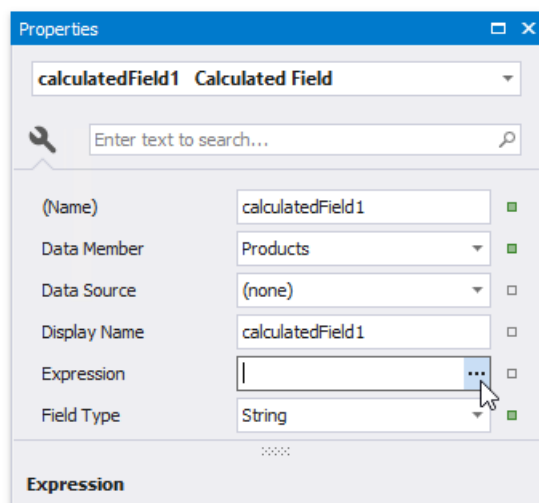 Properties
calculatedField1 Calculated Field
Enter text to search...
(Name) calculatedField1
Data Member Products
Data Source (none)
Display Name calculatedField1
Expression ...
Field Type String
Expression